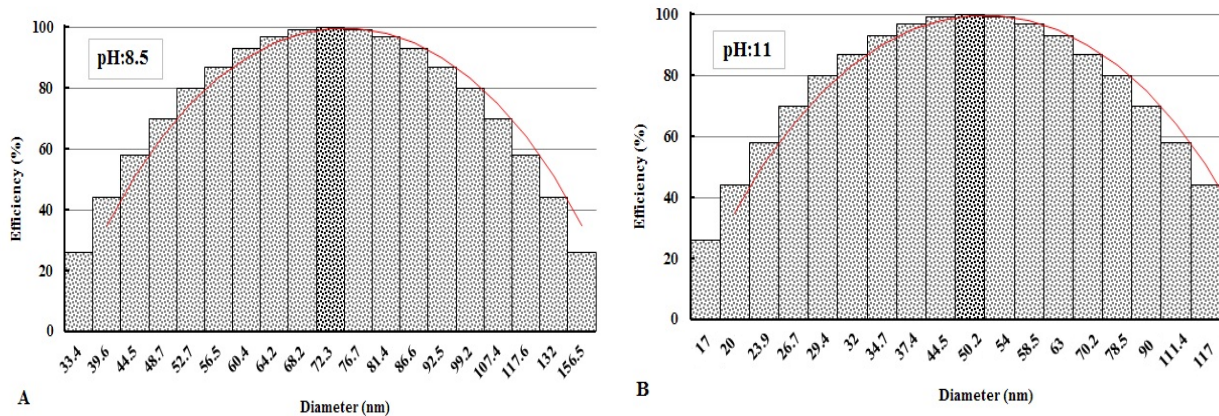 pH:8.5
Efficiency (%)
100
80
60
40
20
0
33.4 39.6 44.5 48.7 52.7 56.5 60.4 64.2 68.2 72.3 76.7 81.4 86.6 92.5 99.2 107.4 117.6 132 156.5
A
Diameter (nm)
pH:11
Efficiency (%)
100
80
60
40
20
0
17 20 23.9 26.7 29.4 32 34.7 37.4 44.5 50.2 54 58.5 63 70.2 78.5 90 111.4 117
B
Diameter (nm)